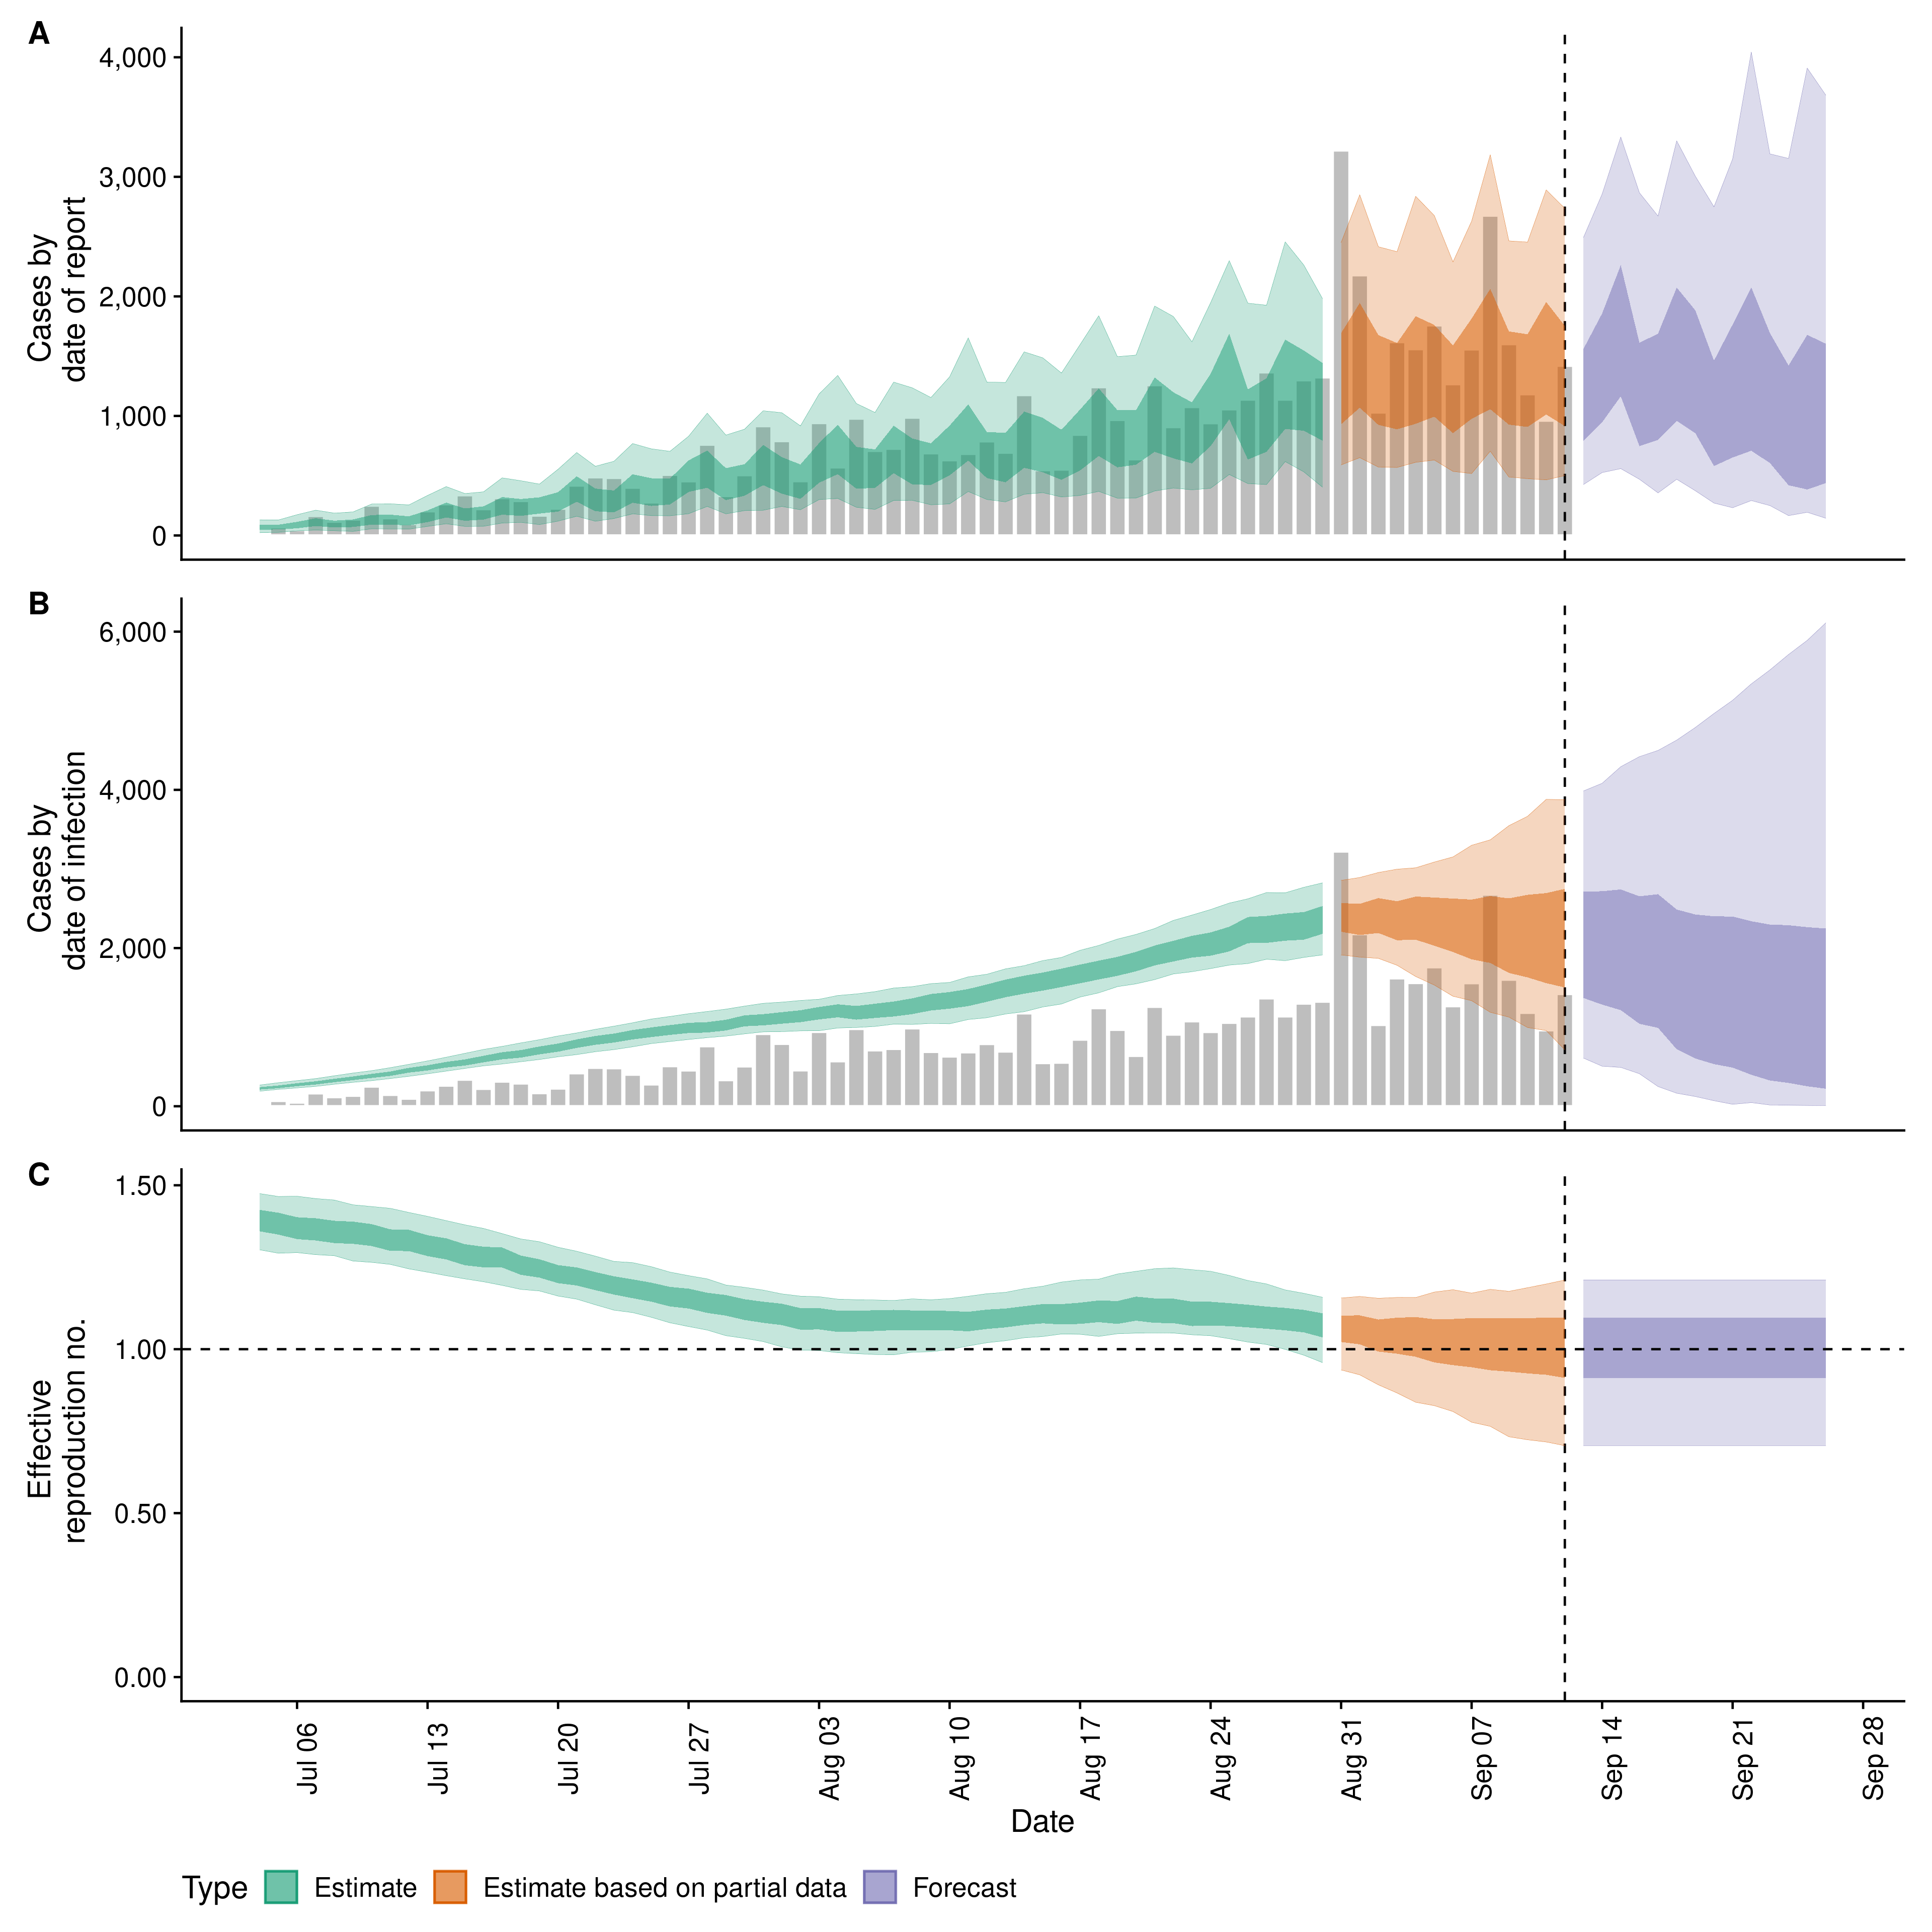 A
4,000
3,000
2,000
1,000
0
Cases by
date of report
B
6,000
4,000
2,000
0
Cases by
date of infection
C
1.50
1.00
0.50
0.00
Effective
reproduction no.
Jul 06
Jul 13
Jul 20
Jul 27
Aug 03
Aug 10
Aug 17
Aug 24
Aug 31
Sep 07
Sep 14
Sep 21
Sep 28
Date
Type Estimate Estimate based on partial data Forecast